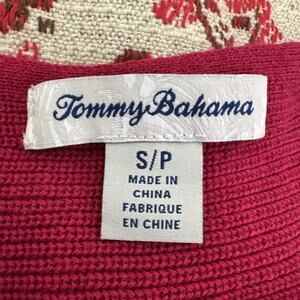 Tommy Bahama
S/P
MADE IN
CHINA
FABRIQUE
EN CHINE